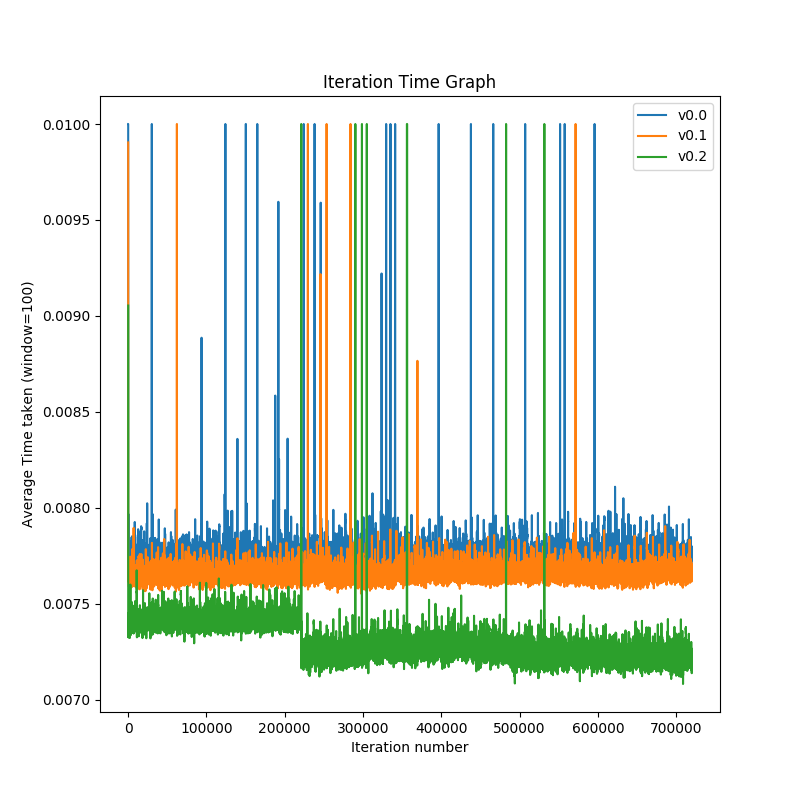 Iteration Time Graph
v0.0
v0.1
v0.2
0.0100
0.0095
0.0090
0.0085
0.0080
0.0075
0.0070
Average Time taken (window=100)
0 100000 200000 300000 400000 500000 600000 700000
Iteration number